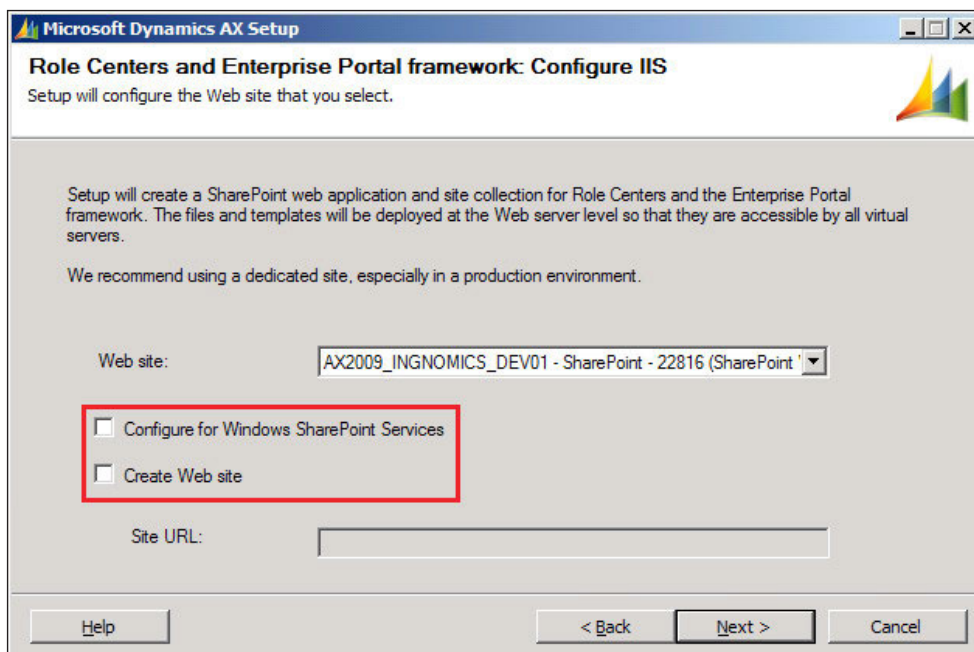 Microsoft Dynamics AX Setup
Role Centers and Enterprise Portal framework: Configure IIS
Setup will configure the Web site that you select.
Setup will create a SharePoint web application and site collection for Role Centers and the Enterprise Portal
framework. The files and templates will be deployed at the Web server level so that they are accessible by all virtual
servers.
We recommend using a dedicated site, especially in a production environment.
Web site: AX2009_INGNOMICS_DEV01 - SharePoint - 22816 (SharePoint
Configure for Windows SharePoint Services
Create Web site
Site URL:
Help < Back Next > Cancel